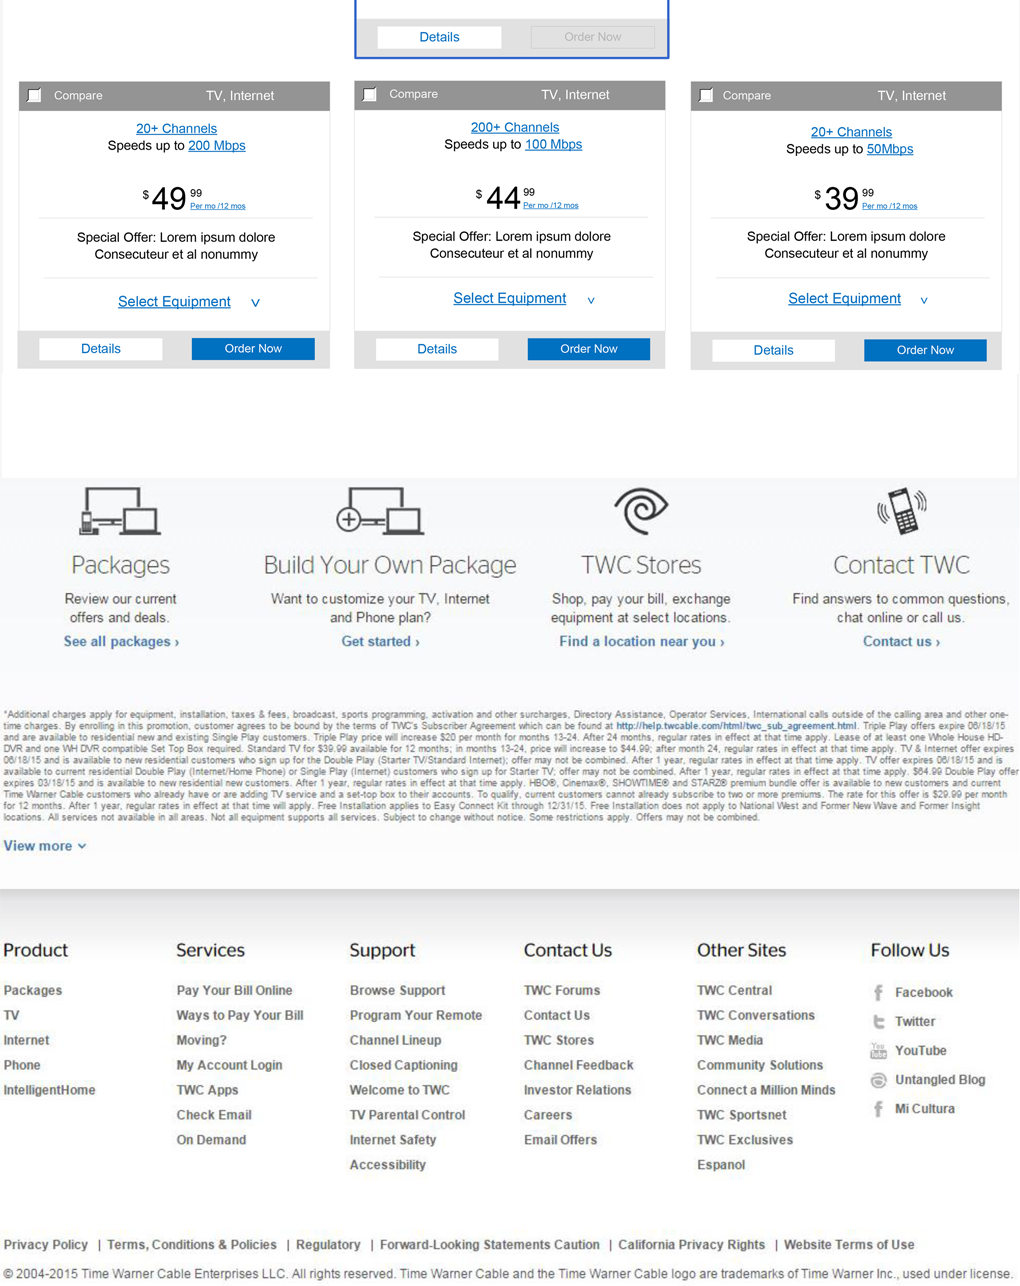 Details
Order Now
Compare TV, Internet
20+ Channels
Speeds up to 200 Mbps
$ 49 99
Per mo /12 mos
Special Offer: Lorem ipsum dolore
Consecuteur et al nonummy
Select Equipment v
Details Order Now
Compare TV, Internet
200+ Channels
Speeds up to 100 Mbps
$ 44 99
Per mo /12 mos
Special Offer: Lorem ipsum dolore
Consecuteur et al nonummy
Select Equipment v
Details Order Now
Compare TV, Internet
20+ Channels
Speeds up to 50Mbps
$ 39 99
Per mo /12 mos
Special Offer: Lorem ipsum dolore
Consecuteur et al nonummy
Select Equipment v
Details Order Now
Packages
Review our current
offers and deals.
See all packages ›
Build Your Own Package
Want to customize your TV, Internet
and Phone plan?
Get started ›
TWC Stores
Shop, pay your bill, exchange
equipment at select locations.
Find a location near you ›
Contact TWC
Find answers to common questions,
chat online or call us.
Contact us ›
*Additional charges apply for equipment, installation, taxes & fees, broadcast, sports programming, activation and other surcharges, Directory Assistance, Operator Services, International calls outside of the calling area and other one-
time charges. By enrolling in this promotion, customer agrees to be bound by the terms of TWC's Subscriber Agreement which can be found at http://help.twcable.com/html/twc_sub_agreement.html. Triple Play offers expire 06/18/15
and are available to residential new and existing Single Play customers. Triple Play price will increase $20 per month for months 13-24. After 24 months, regular rates in effect at that time apply. Lease of at least one Whole House HD-
DVR and one WH DVR compatible Set Top Box required. Standard TV for $39.99 available for 12 months; in months 13-24, price will increase to $44.99; after month 24, regular rates in effect at that time apply. TV & Internet offer expires
06/18/15 and is available to new residential customers who sign up for the Double Play (Starter TV/Standard Internet); offer may not be combined. After 1 year, regular rates in effect at that time apply. TV offer expires 06/18/15 and is
available to current residential Double Play (Internet/Home Phone) or Single Play (Internet) customers who sign up for Starter TV; offer may not be combined. After 1 year, regular rates in effect at that time apply. $64.99 Double Play offer
expires 03/18/15 and is available to new residential new customers. After 1 year, regular rates in effect at that time apply. HBO®, Cinemax®, SHOWTIME® and STARZ® premium bundle offer is available to new customers and current
Time Warner Cable customers who already have or are adding TV service and a set-top box to their accounts. To qualify, current customers cannot already subscribe to two or more premiums. The rate for this offer is $29.99 per month
for 12 months. After 1 year, regular rates in effect at that time will apply. Free Installation applies to Easy Connect Kit through 12/31/15. Free Installation does not apply to National West and Former New Wave and Former Insight
locations. All services not available in all areas. Not all equipment supports all services. Subject to change without notice. Some restrictions apply. Offers may not be combined.
View more
Product
Packages
TV
Internet
Phone
IntelligentHome
Services
Pay Your Bill Online
Ways to Pay Your Bill
Moving?
My Account Login
TWC Apps
Check Email
On Demand
Support
Browse Support
Program Your Remote
Channel Lineup
Closed Captioning
Welcome to TWC
TV Parental Control
Internet Safety
Accessibility
Contact Us
TWC Forums
Contact Us
TWC Stores
Channel Feedback
Investor Relations
Careers
Email Offers
Other Sites
TWC Central
TWC Conversations
TWC Media
Community Solutions
Connect a Million Minds
TWC Sportsnet
TWC Exclusives
Espanol
Follow Us
Facebook
Twitter
You Tube YouTube
Untangled Blog
Mi Cultura
Privacy Policy | Terms, Conditions & Policies | Regulatory | Forward-Looking Statements Caution | California Privacy Rights | Website Terms of Use
© 2004-2015 Time Warner Cable Enterprises LLC. All rights reserved. Time Warner Cable and the Time Warner Cable logo are trademarks of Time Warner Inc., used under license.